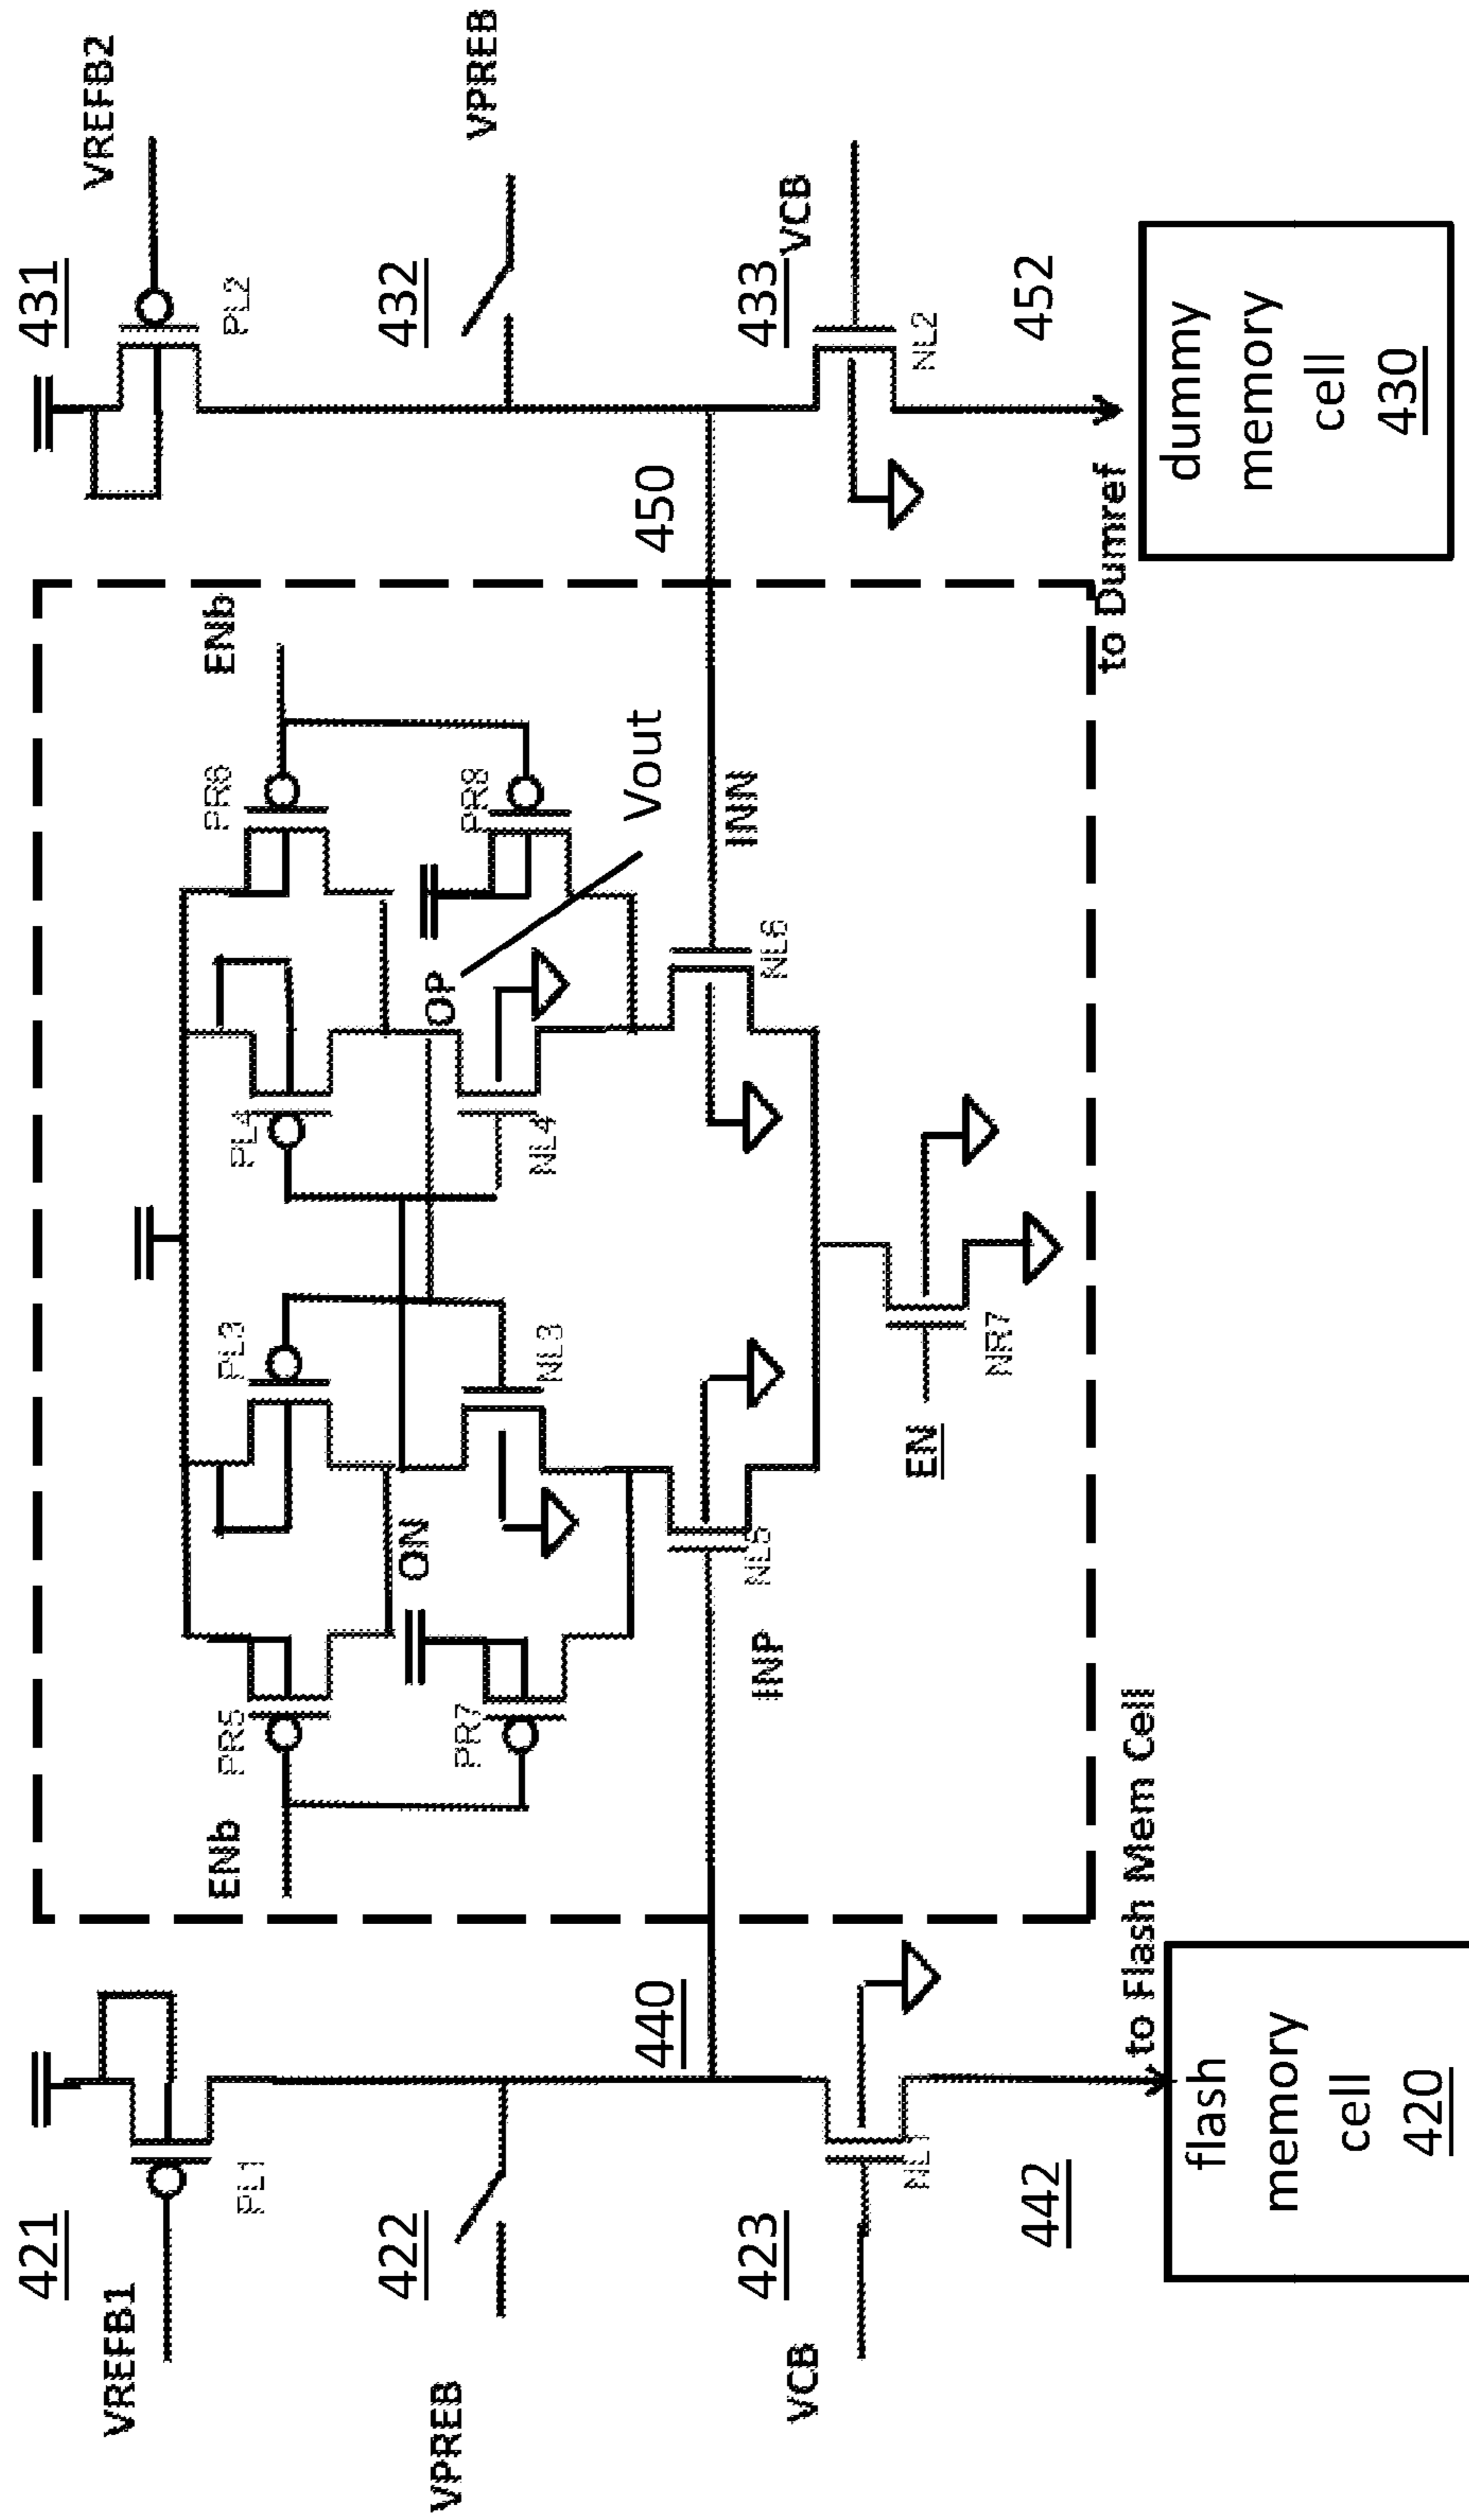 421
VREFB1
PL1
422
VPREB
440
423
VCB
NL1
442
to Flash Mem Cell
flash
memory
cell
420
ENb
PR5
PL3
PL4
PR6
ENb
PR7
ON
NL3
NL4
OP
PR8
Vout
INP
NL5
NL6
INN
EN
NR7
431
VREFB2
PL2
432
VPREB
450
433
VCB
NL2
452
to Dumref
dummy
memory
cell
430